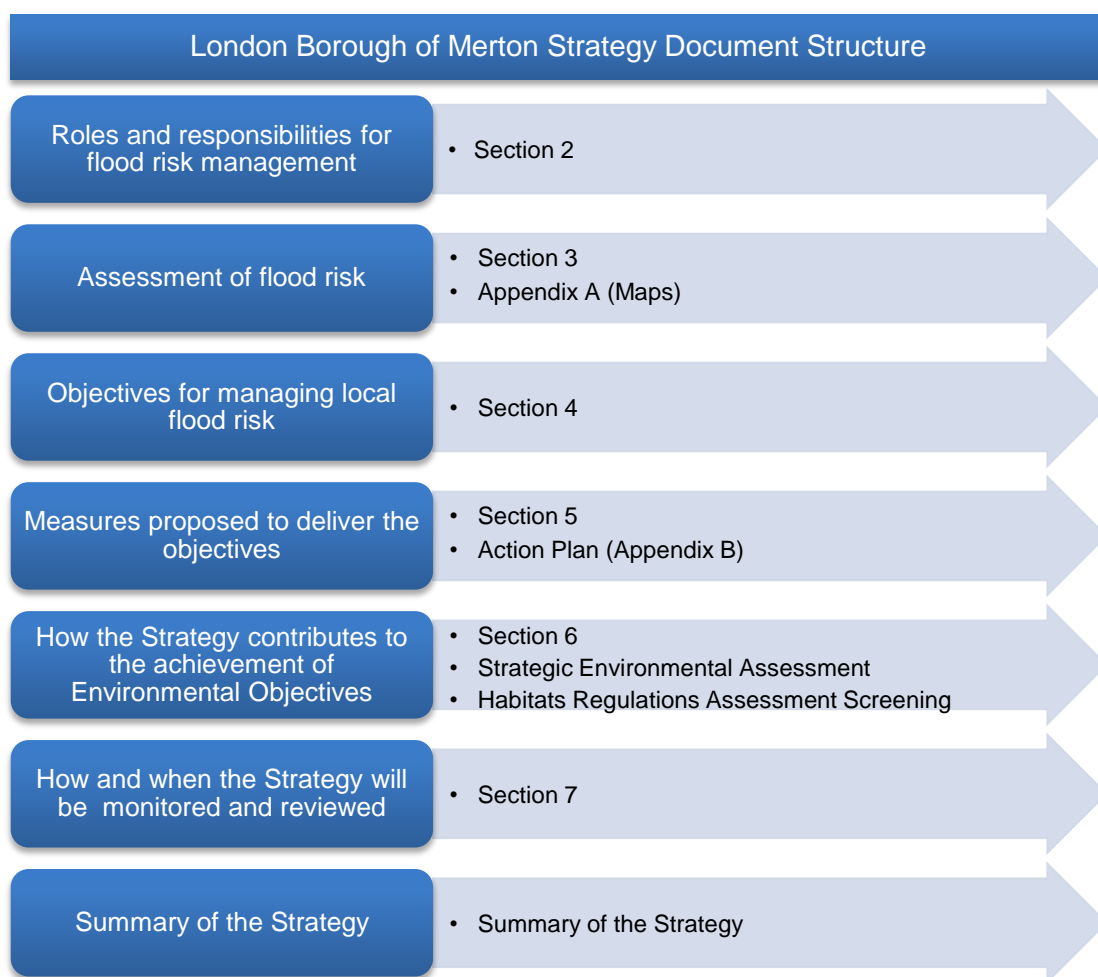 London Borough of Merton Strategy Document Structure
Roles and responsibilities for
flood risk management
• Section 2
Assessment of flood risk
• Section 3
• Appendix A (Maps)
Objectives for managing local
flood risk
• Section 4
Measures proposed to deliver the
objectives
• Section 5
• Action Plan (Appendix B)
How the Strategy contributes to
the achievement of
Environmental Objectives
• Section 6
• Strategic Environmental Assessment
• Habitats Regulations Assessment Screening
How and when the Strategy will
be monitored and reviewed
• Section 7
Summary of the Strategy
• Summary of the Strategy